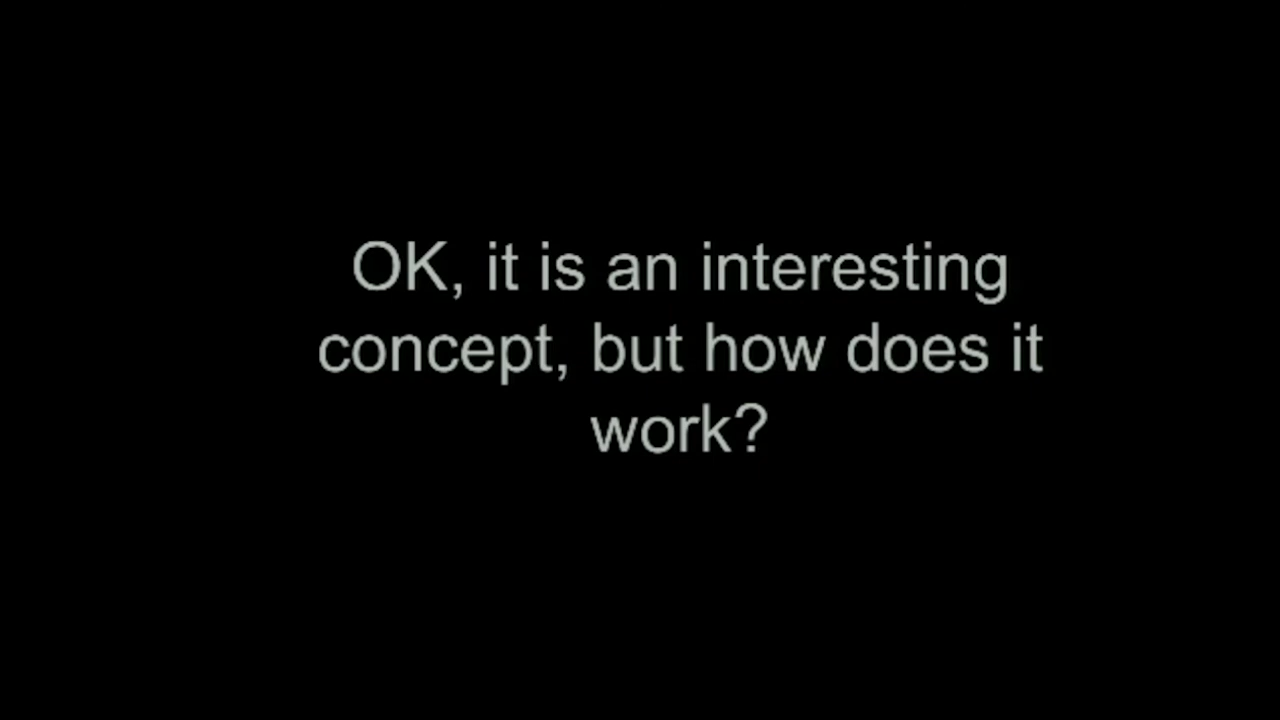 OK, it is an interesting
concept, but how does it
work?